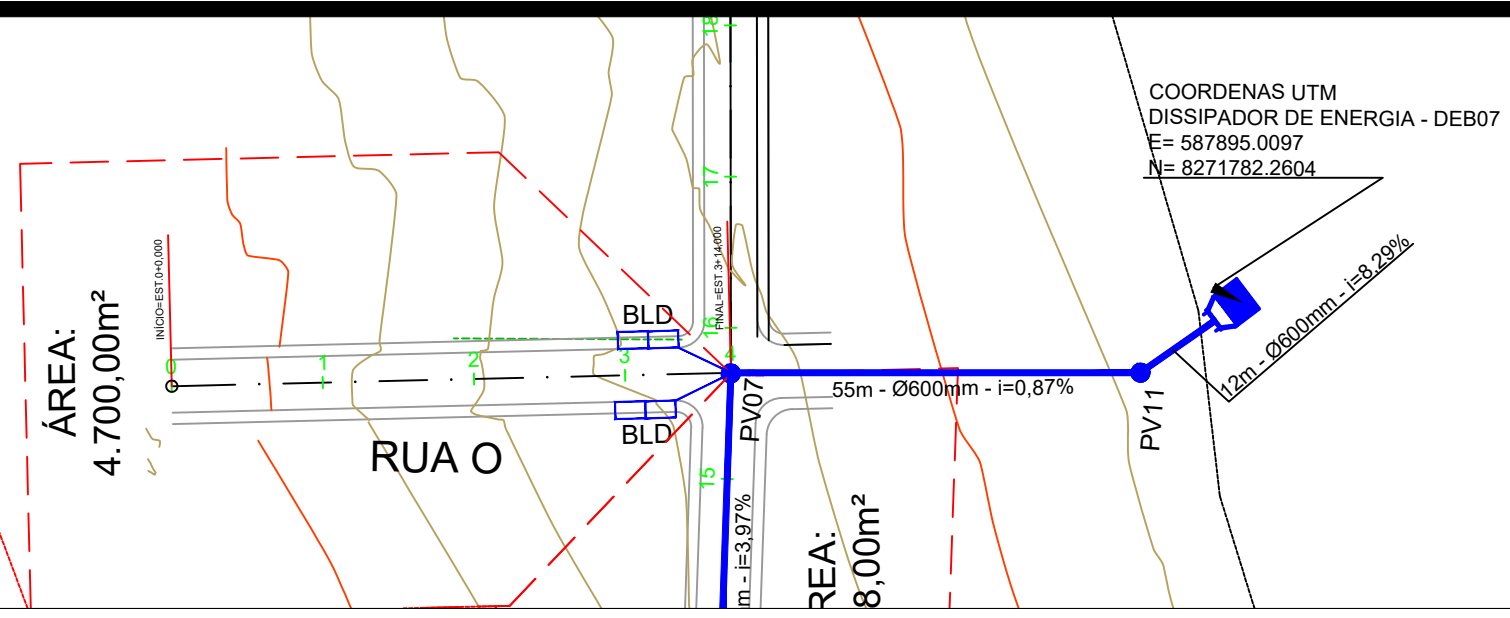 COORDENAS UTM
DISSIPADOR DE ENERGIA - DEB07
E= 587895.0097
N= 8271782.2604
12m - Ø600mm - i=8,29%
18
17
16
15
INÍCIO=EST.0+0,000
FINAL=EST.3+14,000
ÁREA:
4.700,00m²
BLD
0
1
2
3
4
55m - Ø600mm - i=0,87%
PV07
PV11
BLD
RUA O
m - i=3,97%
REA:
8,00m²